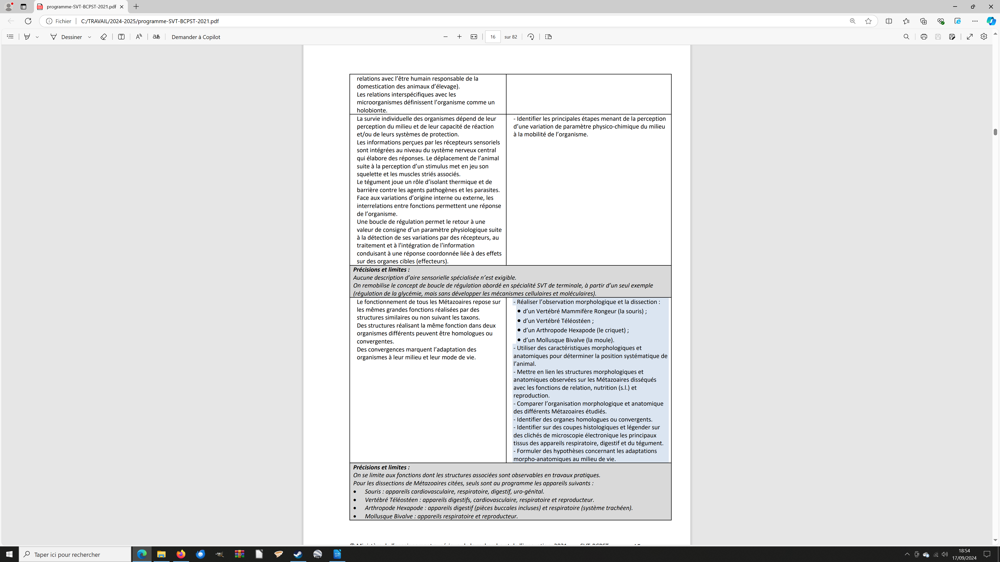 programme-SVT-BCPST-2021.pdf
Fichier
C:/TRAVAIL/2024-2025/programme-SVT-BCPST-2021.pdf
Dessiner
Demander à Copilot
16
sur 82
relations avec l’être humain responsable de la
domestication des animaux d’élevage).
Les relations interspécifiques avec les
microorganismes définissent l’organisme comme un
holobionte.
La survie individuelle des organismes dépend de leur
perception du milieu et de leur capacité de réaction
et/ou de leurs systèmes de protection.
Les informations perçues par les récepteurs sensoriels
sont intégrées au niveau du système nerveux central
qui élabore des réponses. Le déplacement de l’animal
suite à la perception d’un stimulus met en jeu son
squelette et les muscles striés associés.
Le tégument joue un rôle d’isolant thermique et de
barrière contre les agents pathogènes et les parasites.
Face aux variations d’origine interne ou externe, les
interrelations entre fonctions permettent une réponse
de l’organisme.
Une boucle de régulation permet le retour à une
valeur de consigne d’un paramètre physiologique suite
à la détection de ses variations par des récepteurs, au
traitement et à l'intégration de l'information
conduisant à une réponse coordonnée liée à des effets
sur des organes cibles (effecteurs).
- Identifier les principales étapes menant de la perception
d’une variation de paramètre physico-chimique du milieu
à la mobilité de l’organisme.
Précisions et limites :
Aucune description d’aire sensorielle spécialisée n’est exigible.
On remobilise le concept de boucle de régulation abordé en spécialité SVT de terminale, à partir d’un seul exemple
(régulation de la glycémie, mais sans développer les mécanismes cellulaires et moléculaires).
Le fonctionnement de tous les Métazoaires repose sur
les mêmes grandes fonctions réalisées par des
structures similaires ou non suivant les taxons.
Des structures réalisant la même fonction dans deux
organismes différents peuvent être homologues ou
convergentes.
Des convergences marquent l’adaptation des
organismes à leur milieu et leur mode de vie.
- Réaliser l’observation morphologique et la dissection :
● d’un Vertébré Mammifère Rongeur (la souris) ;
● d’un Vertébré Téléostéen ;
● d’un Arthropode Hexapode (le criquet) ;
● d’un Mollusque Bivalve (la moule).
- Utiliser des caractéristiques morphologiques et
anatomiques pour déterminer la position systématique de
l’animal.
- Mettre en lien les structures morphologiques et
anatomiques observées sur les Métazoaires disséqués
avec les fonctions de relation, nutrition (s.l.) et
reproduction.
- Comparer l’organisation morphologique et anatomique
des différents Métazoaires étudiés.
- Identifier des organes homologues ou convergents.
- Identifier sur des coupes histologiques et légender sur
des clichés de microscopie électronique les principaux
tissus des appareils respiratoire, digestif et du tégument.
- Formuler des hypothèses concernant les adaptations
morpho-anatomiques au milieu de vie.
Précisions et limites :
On se limite aux fonctions dont les structures associées sont observables en travaux pratiques.
Pour les dissections de Métazoaires citées, seuls sont au programme les appareils suivants :
• Souris : appareils cardiovasculaire, respiratoire, digestif, uro-génital.
• Vertébré Téléostéen : appareils digestifs, cardiovasculaire, respiratoire et reproducteur.
• Arthropode Hexapode : appareils digestif (pièces buccales incluses) et respiratoire (système trachéen).
• Mollusque Bivalve : appareils respiratoire et reproducteur.
Taper ici pour rechercher
18:54
17/09/2024